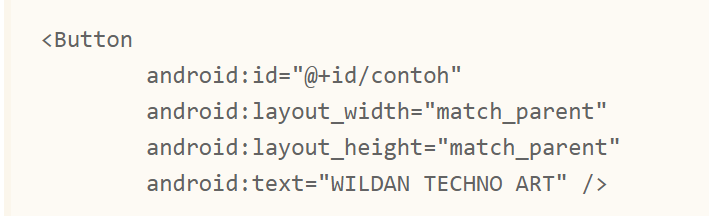 <Button
android:id="@+id/contoh"
android:layout_width="match_parent"
android:layout_height="match_parent"
android:text="WILDAN TECHNO ART" />